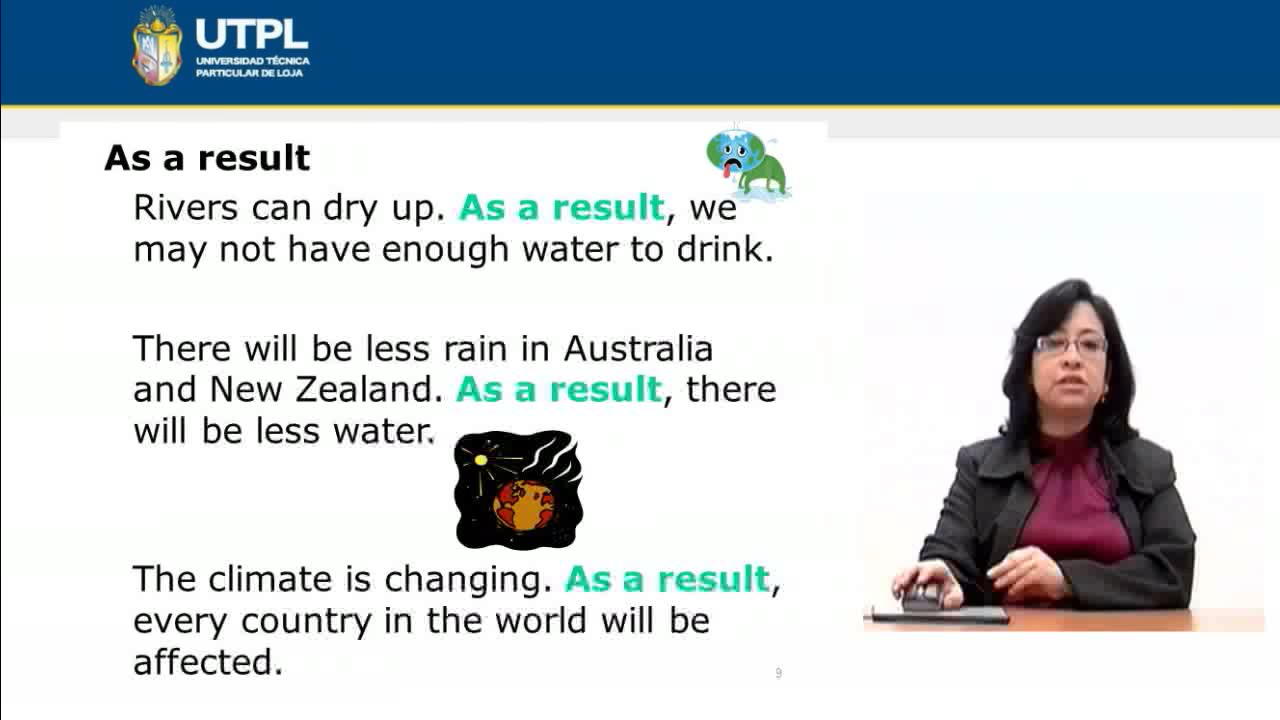 UTPL
UNIVERSIDAD TÉCNICA
PARTICULAR DE LOJA
As a result
Rivers can dry up. As a result, we
may not have enough water to drink.
There will be less rain in Australia
and New Zealand. As a result, there
will be less water.
The climate is changing. As a result,
every country in the world will be
affected.
9